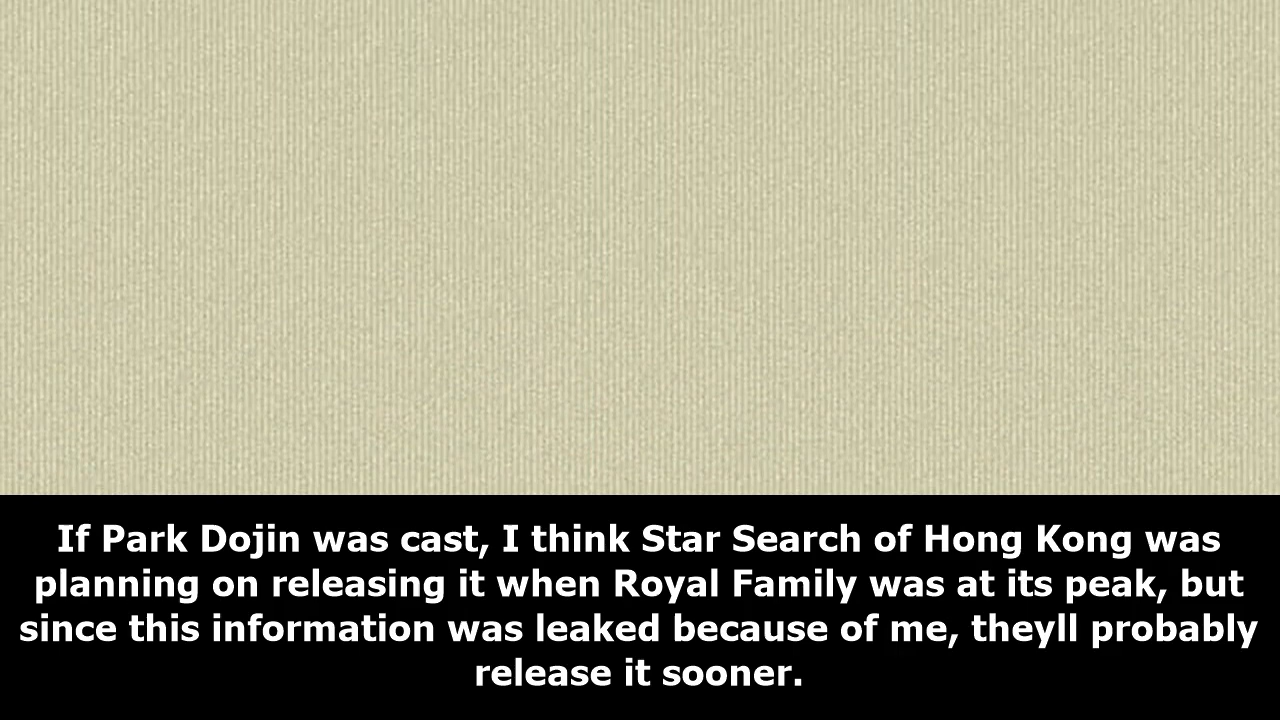 If Park Dojin was cast, I think Star Search of Hong Kong was
planning on releasing it when Royal Family was at its peak, but
since this information was leaked because of me, theyll probably
release it sooner.